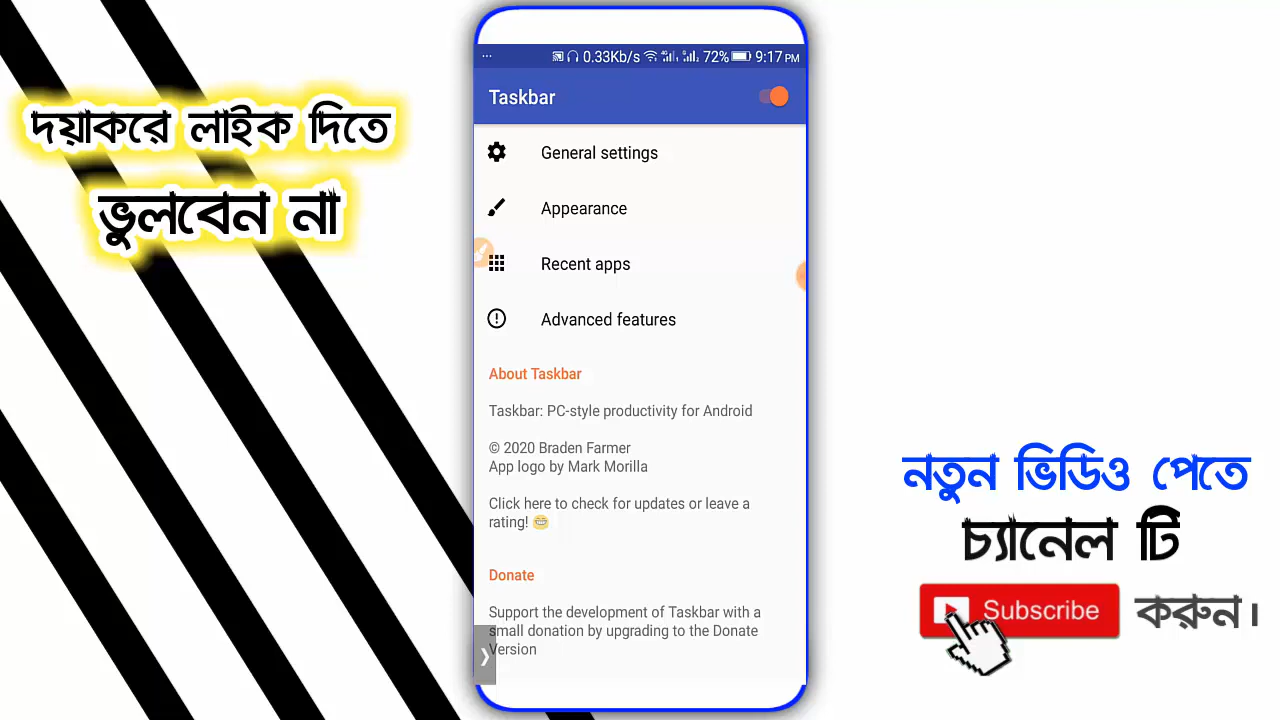 দয়াকরে লাইক দিতে
ভুলবেন না
... 0.33Kb/s 72% 9:17 PM
Taskbar
General settings
Appearance
Recent apps
Advanced features
About Taskbar
Taskbar: PC-style productivity for Android
© 2020 Braden Farmer
App logo by Mark Morilla
Click here to check for updates or leave a
rating! 😁
Donate
Support the development of Taskbar with a
small donation by upgrading to the Donate
Version
নতুন ভিডিও পেতে
চ্যানেল টি
Subscribe করুন।